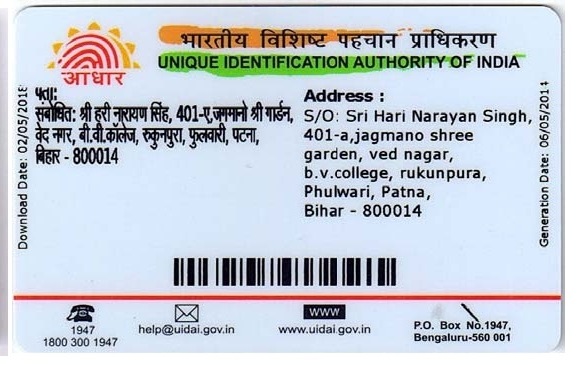 भारतीय विशिष्ट पहचान प्राधिकरण
UNIQUE IDENTIFICATION AUTHORITY OF INDIA
आधार
Download Date: 02/05/2018
पता:
संबोधित: श्री हरी नारायण सिंह, 401-ए,जगमानो श्री गार्डन,
वेद नगर, बी.वी.कॉलेज, रुकुनपुरा, फुलवारी, पटना,
बिहार - 800014
Address :
S/O: Sri Hari Narayan Singh,
401-a,jagmano shree
garden, ved nagar,
b.v.college, rukunpura,
Phulwari, Patna,
Bihar - 800014
Generation Date: 06/05/2014
1947
1800 300 1947
help@uidai.gov.in
www
www.uidai.gov.in
P.O. Box No.1947,
Bengaluru-560 001